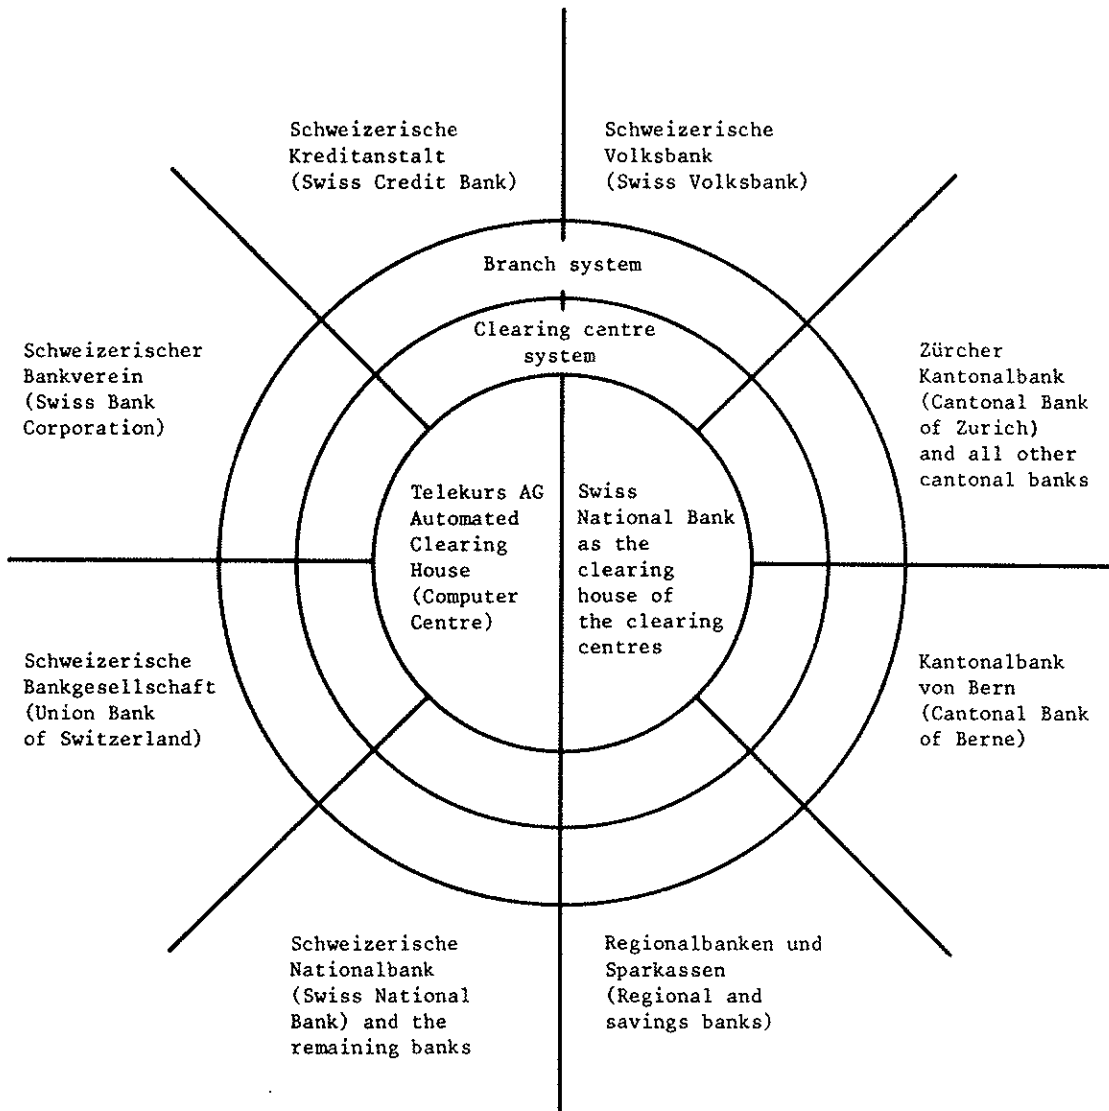 Schweizerische
Kreditanstalt
(Swiss Credit Bank)
Schweizerische
Volksbank
(Swiss Volksbank)
Branch system
Clearing centre
system
Schweizerischer
Bankverein
(Swiss Bank
Corporation)
Zürcher
Kantonalbank
(Cantonal Bank
of Zurich)
and all other
cantonal banks
Telekurs AG
Automated
Clearing
House
(Computer
Centre)
Swiss
National Bank
as the
clearing
house of
the clearing
centres
Schweizerische
Bankgesellschaft
(Union Bank
of Switzerland)
Kantonalbank
von Bern
(Cantonal Bank
of Berne)
Schweizerische
Nationalbank
(Swiss National
Bank) and the
remaining banks
Regionalbanken und
Sparkassen
(Regional and
savings banks)